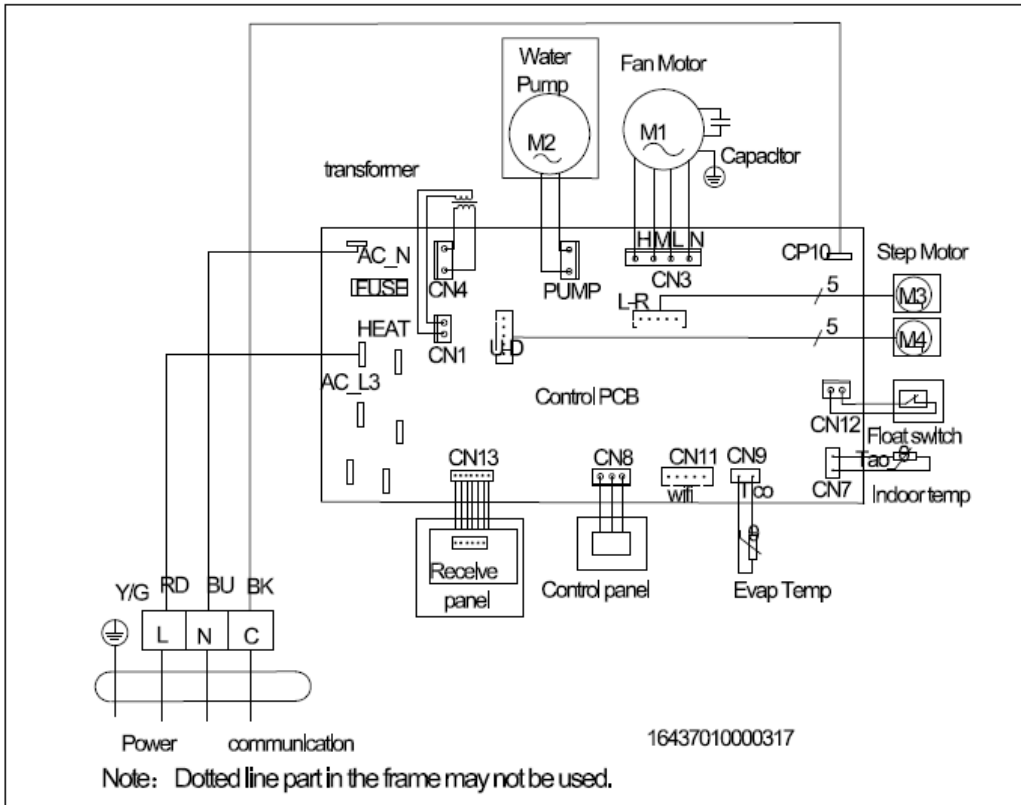 Water
Pump
Fan Motor
M2
M1
Capacitor
transformer
AC_N
FUSE
CN4
PUMP
H M L N
CN3
CP10
Step Motor
L-R
5
M3
HEAT
CN1
U-D
5
M4
AC_L3
Control PCB
CN12
Float switch
CN13
CN8
CN11
wifi
CN9
Tco
CN7
Tao
Indoor temp
Receive
panel
Control panel
Evap Temp
Y/G
RD
BU
BK
L
N
C
Power
communication
16437010000317
Note: Dotted line part in the frame may not be used.